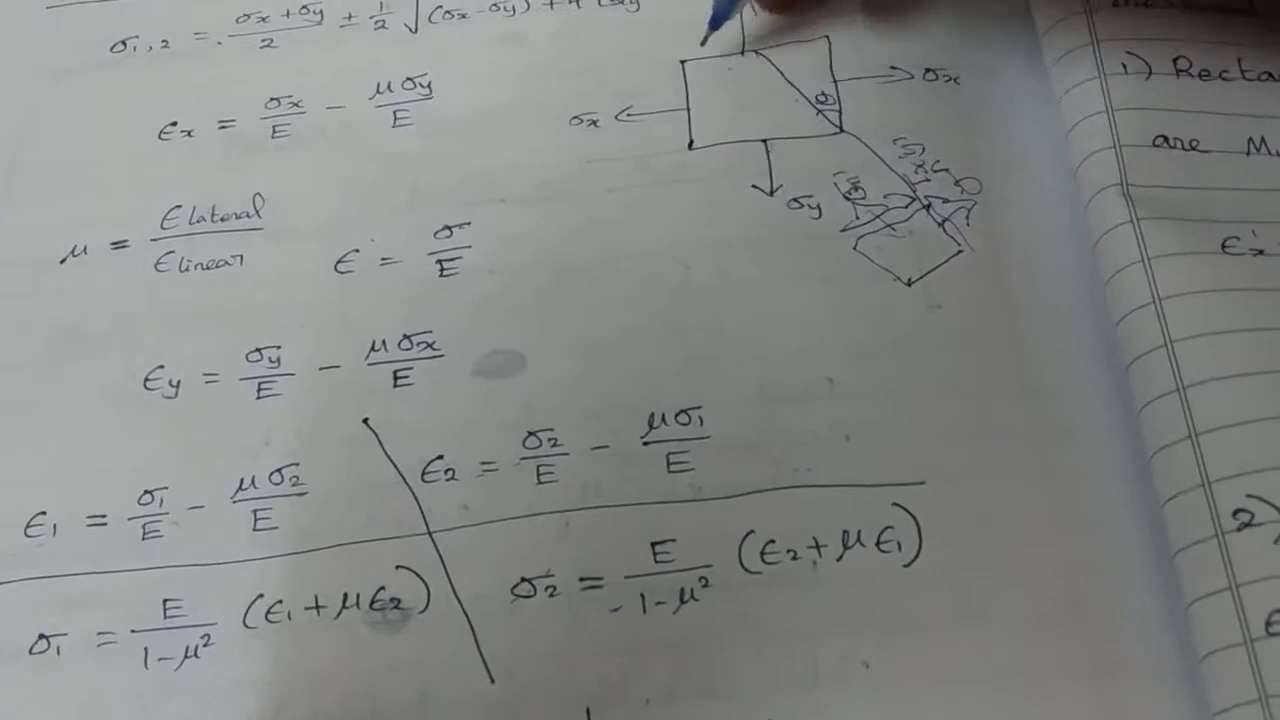 σ1,2 = σx + σy / 2 ± 1/2 √(σx - σy) + 4
ϵx = σx/E - μσy/E
μ = ϵlateral / ϵlinear
ϵ = σ/E
ϵy = σy/E - μσx/E
ϵ1 = σ1/E - μσ2/E
ϵ2 = σ2/E - μσ1/E
σ1 = E/1-μ² (ϵ1 + μϵ2)
σ2 = E/1-μ² (ϵ2 + μϵ1)
σx
σx
σy
θ
1) Recta
are M
ϵ'x
2)